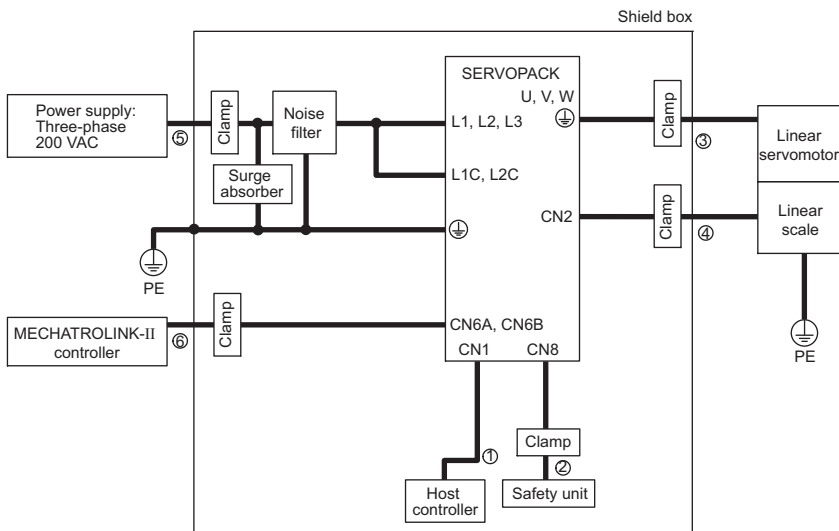 Shield box
SERVOPACK
U, V, W
Power supply:
Three-phase
200 VAC
⑤
Clamp
Noise
filter
L1, L2, L3
Clamp
③
Linear
servomotor
Surge
absorber
L1C, L2C
CN2
Clamp
④
Linear
scale
PE
MECHATROLINK-II
controller
⑥
Clamp
CN6A, CN6B
CN1
CN8
PE
Clamp
①
②
Host
controller
Safety unit